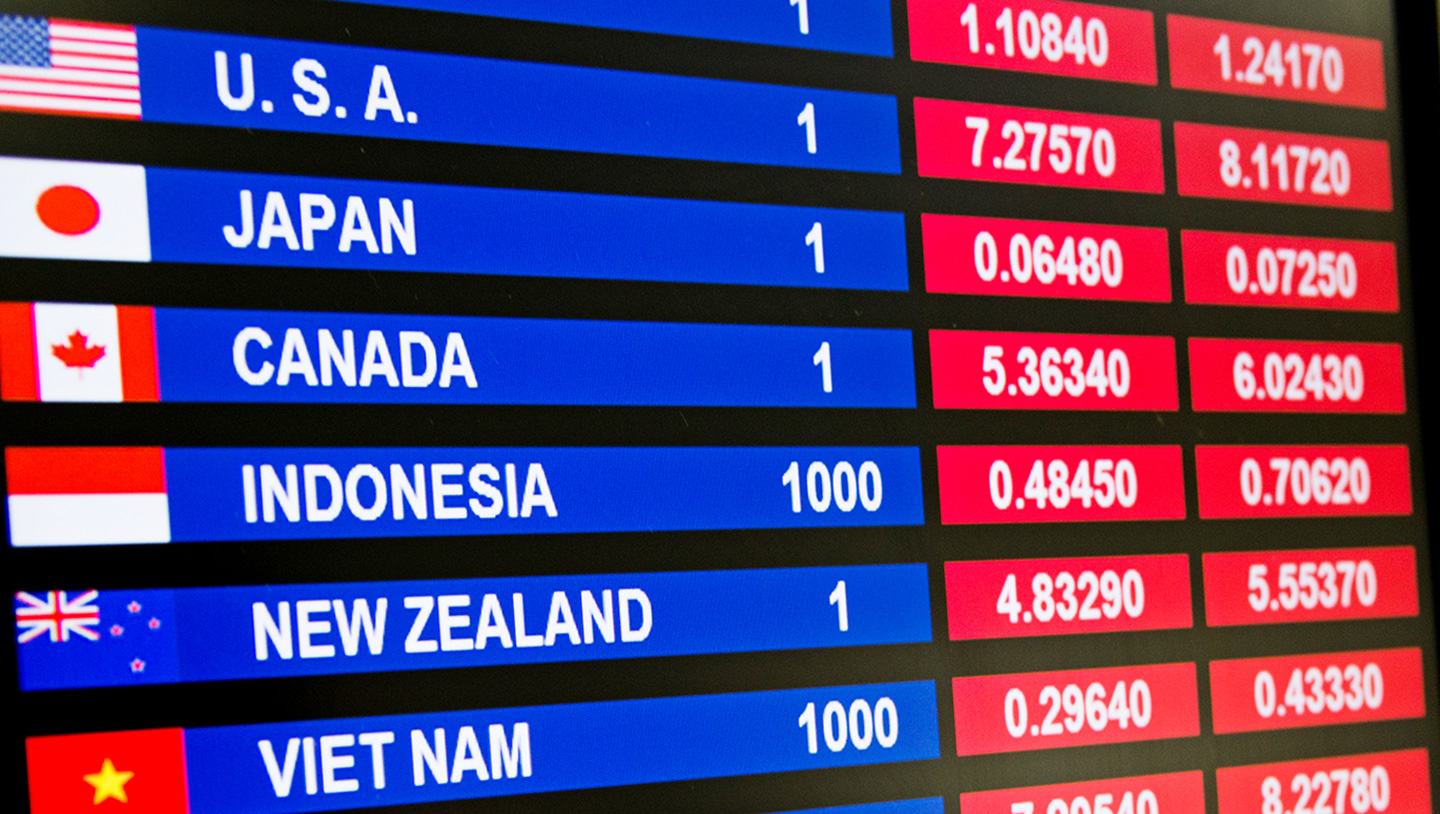 1 1.10840 1.24170
U. S. A. 1 7.27570 8.11720
JAPAN 1 0.06480 0.07250
CANADA 1 5.36340 6.02430
INDONESIA 1000 0.48450 0.70620
NEW ZEALAND 1 4.83290 5.55370
VIET NAM 1000 0.29640 0.43330
8.22780